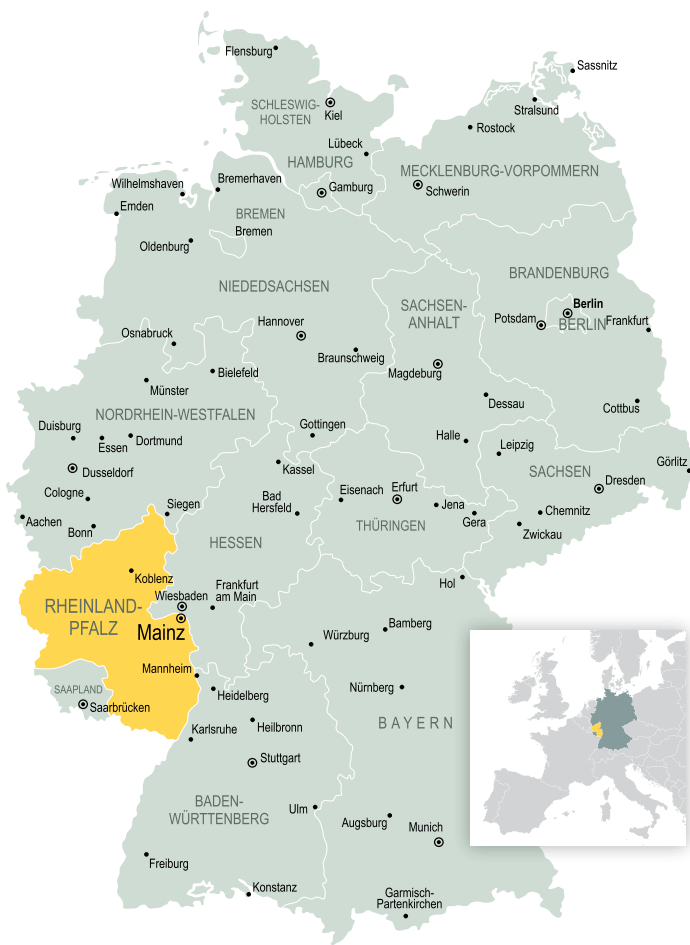 Flensburg
Sassnitz
SCHLESWIG-
HOLSTEN
Kiel
Stralsund
Rostock
Lübeck
HAMBURG
MECKLENBURG-VORPOMMERN
Wilhelmshaven
Bremerhaven
Gamburg
Schwerin
Emden
BREMEN
Bremen
Oldenburg
NIEDEDSACHSEN
BRANDENBURG
SACHSEN-
ANHALT
Berlin
Hannover
Potsdam
BERLIN
Frankfurt
Osnabruck
Braunschweig
Bielefeld
Magdeburg
Münster
Dessau
Cottbus
NORDRHEIN-WESTFALEN
Duisburg
Gottingen
Essen
Dortmund
Halle
Leipzig
Görlitz
Dusseldorf
Kassel
SACHSEN
Dresden
Cologne
Eisenach
Erfurt
Bad
Hersfeld
Siegen
Jena
Chemnitz
Aachen
Bonn
THÜRINGEN
Gera
Zwickau
HESSEN
Koblenz
Hol
Wiesbaden
Frankfurt
am Main
RHEINLAND-
PFALZ
Mainz
Bamberg
Würzburg
Mannheim
SAAPLAND
Heidelberg
Nürnberg
Saarbrücken
Karlsruhe
Heilbronn
BAYERN
Stuttgart
BADEN-
WÜRTTENBERG
Ulm
Augsburg
Munich
Freiburg
Konstanz
Garmisch-
Partenkirchen